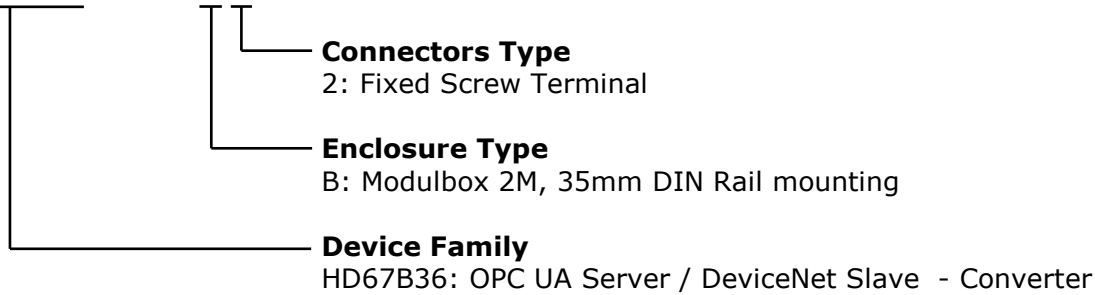 Connectors Type
2: Fixed Screw Terminal
Enclosure Type
B: Modulbox 2M, 35mm DIN Rail mounting
Device Family
HD67B36: OPC UA Server / DeviceNet Slave - Converter